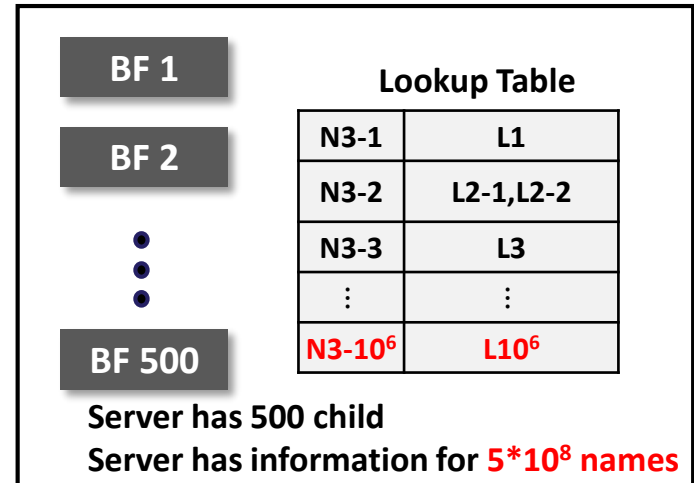 BF 1
BF 2
BF 500
Lookup Table
N3-1 L1
N3-2 L2-1,L2-2
N3-3 L3
⋮ ⋮
N3-10⁶ L10⁶
Server has 500 child
Server has information for 5*10⁸ names